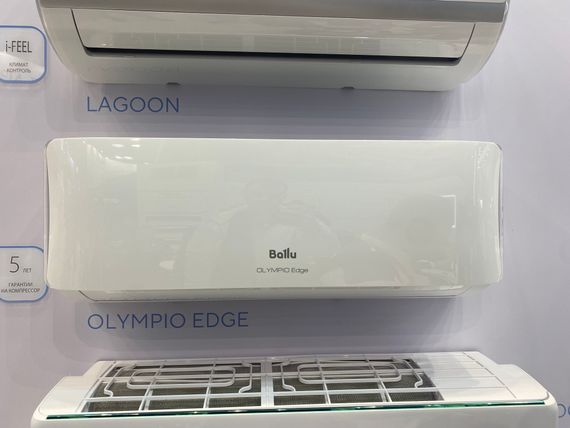 i-FEEL
КЛИМАТ
КОНТРОЛЬ
LAGOON
Ballu
OLYMPIO Edge
5 ЛЕТ
ГАРАНТИИ
НА КОМПРЕССОР
OLYMPIO EDGE